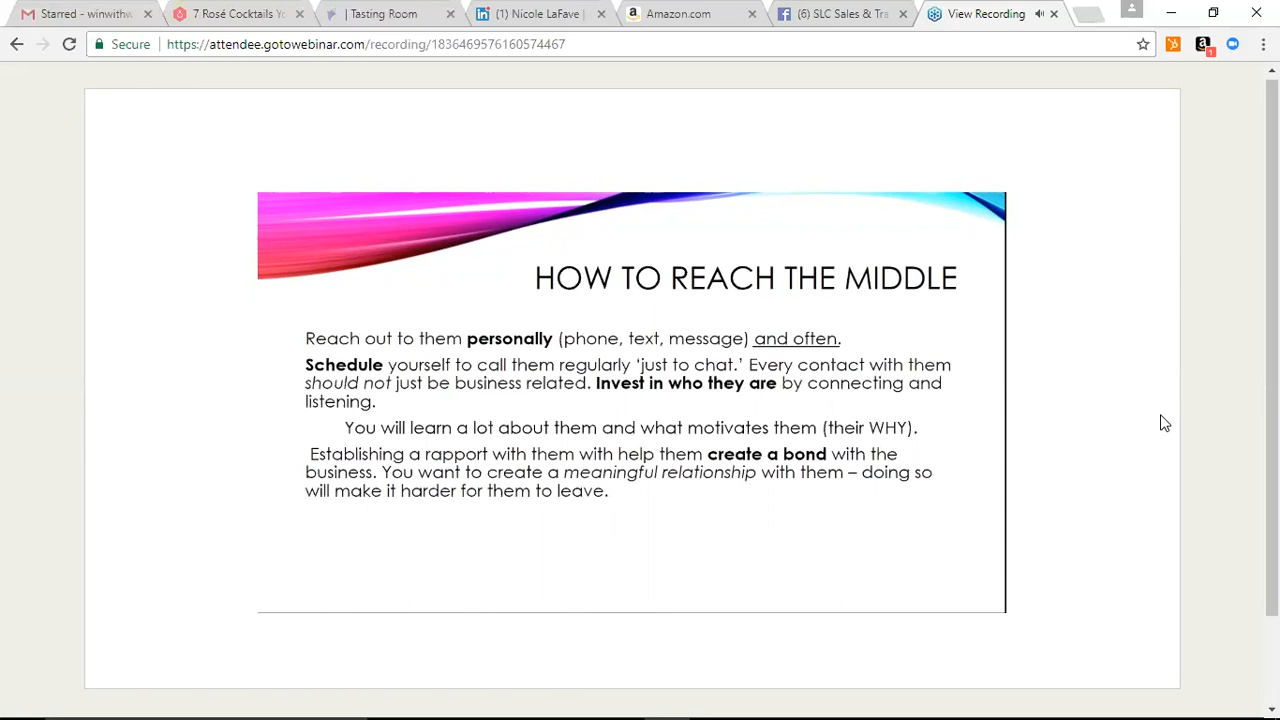 Starred - winwith
7 Rosé Cocktails Yo
| Tasting Room
(1) Nicole LaFave |
Amazon.com
(6) SLC Sales & Tra
View Recording
Secure https://attendee.gotowebinar.com/recording/1836469576160574467
1
HOW TO REACH THE MIDDLE
Reach out to them personally (phone, text, message) and often.
Schedule yourself to call them regularly 'just to chat.' Every contact with them
should not just be business related. Invest in who they are by connecting and
listening.
You will learn a lot about them and what motivates them (their WHY).
Establishing a rapport with them with help them create a bond with the
business. You want to create a meaningful relationship with them – doing so
will make it harder for them to leave.